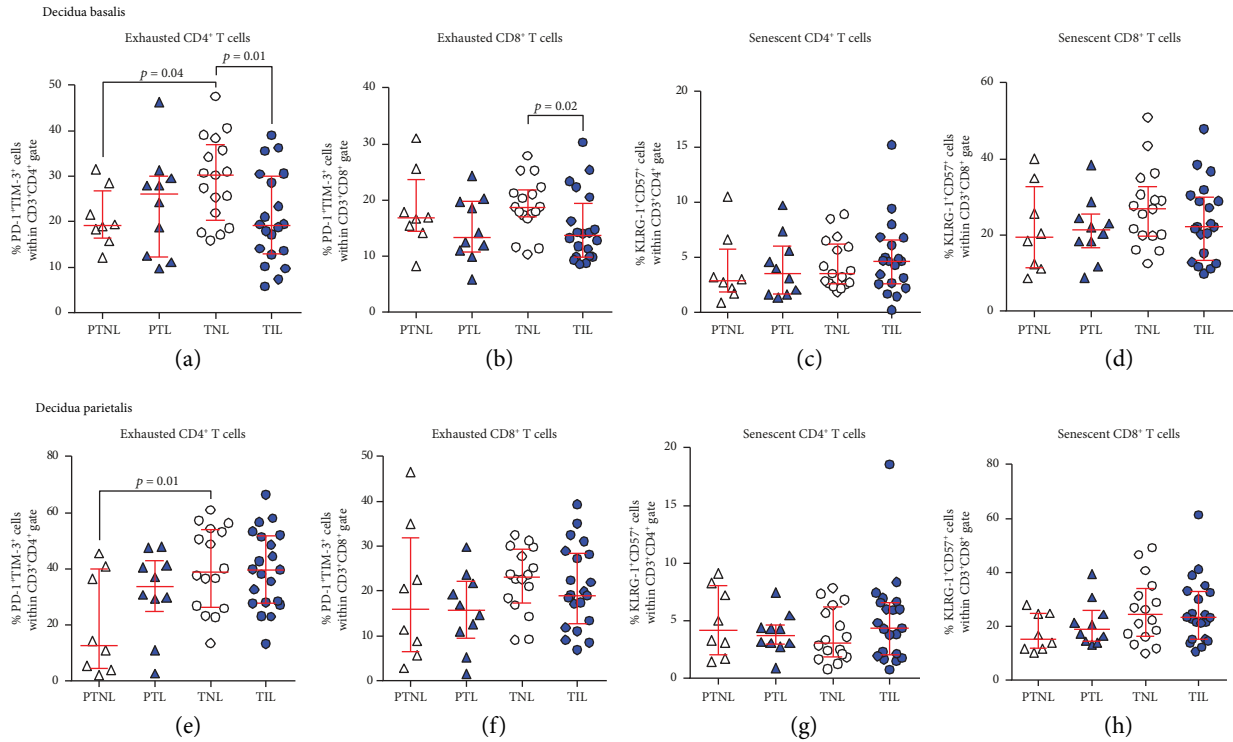 Decidua basalis
Exhausted CD4⁺ T cells
% PD-1⁺TIM-3⁺ cells
within CD3⁺CD4⁺ gate
50
40
30
20
10
0
p = 0.04
p = 0.01
PTNL PTL TNL TIL
(a)
Exhausted CD8⁺ T cells
% PD-1⁺TIM-3⁺ cells
within CD3⁺CD8⁺ gate
40
30
20
10
0
p = 0.02
PTNL PTL TNL TIL
(b)
Senescent CD4⁺ T cells
% KLRG-1⁺CD57⁺ cells
within CD3⁺CD4⁺ gate
20
15
10
5
0
PTNL PTL TNL TIL
(c)
Senescent CD8⁺ T cells
% KLRG-1⁺CD57⁺ cells
within CD3⁺CD8⁺ gate
60
40
20
0
PTNL PTL TNL TIL
(d)
Decidua parietalis
Exhausted CD4⁺ T cells
% PD-1⁺TIM-3⁺ cells
within CD3⁺CD4⁺ gate
80
60
40
20
0
p = 0.01
PTNL PTL TNL TIL
(e)
Exhausted CD8⁺ T cells
% PD-1⁺TIM-3⁺ cells
within CD3⁺CD8⁺ gate
50
40
30
20
10
0
PTNL PTL TNL TIL
(f)
Senescent CD4⁺ T cells
% KLRG-1⁺CD57⁺ cells
within CD3⁺CD4⁺ gate
20
15
10
5
0
PTNL PTL TNL TIL
(g)
Senescent CD8⁺ T cells
% KLRG-1⁺CD57⁺ cells
within CD3⁺CD8⁺ gate
80
60
40
20
0
PTNL PTL TNL TIL
(h)